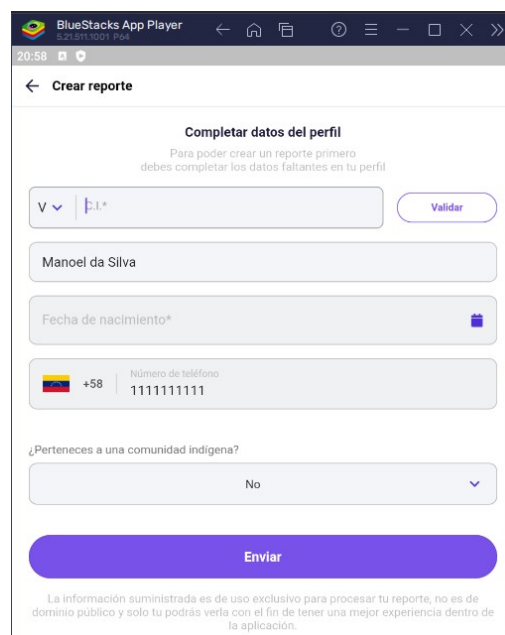 BlueStacks App Player
5.21.511.1001 P64
20:58
Crear reporte
Completar datos del perfil
Para poder crear un reporte primero
debes completar los datos faltantes en tu perfil
V C.I.* Validar
Manoel da Silva
Fecha de nacimiento*
Número de teléfono
+58 1111111111
¿Perteneces a una comunidad indígena?
No
Enviar
La información suministrada es de uso exclusivo para procesar tu reporte, no es de
dominio público y solo tu podrás verla con el fin de tener una mejor experiencia dentro de
la aplicación.